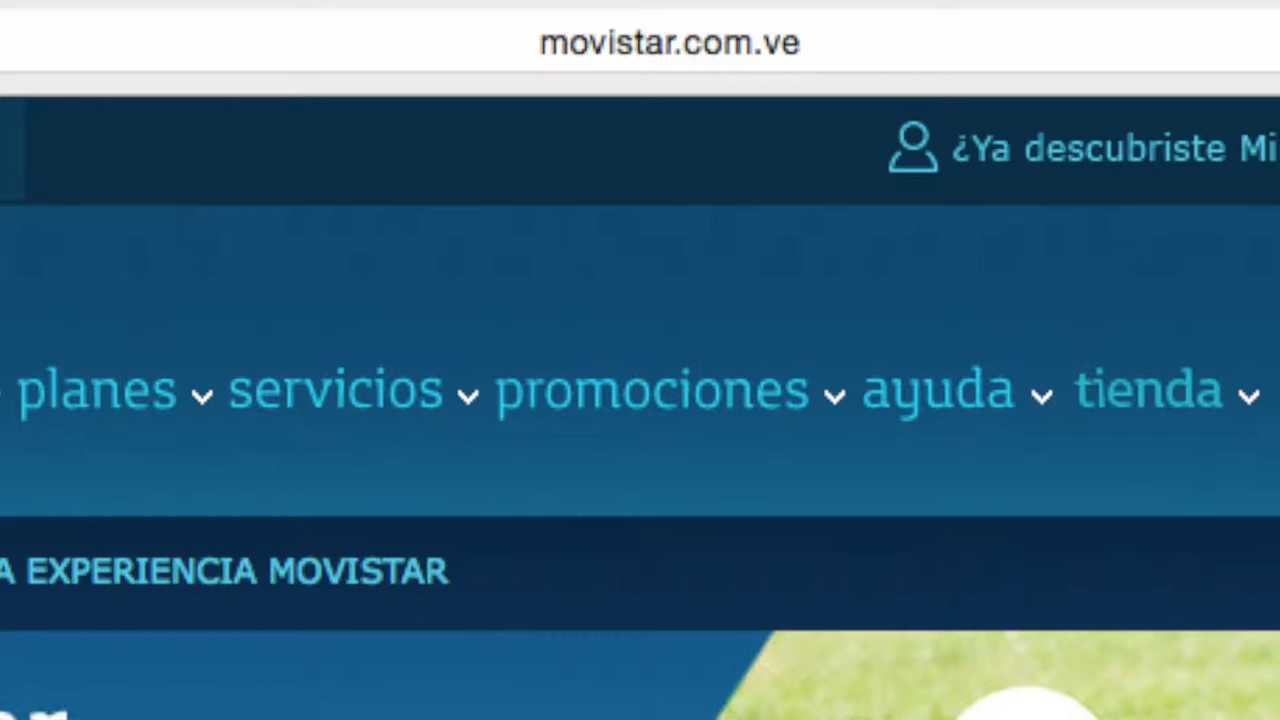 movistar.com.ve
¿Ya descubriste Mi
planes servicios promociones ayuda tienda
A EXPERIENCIA MOVISTAR